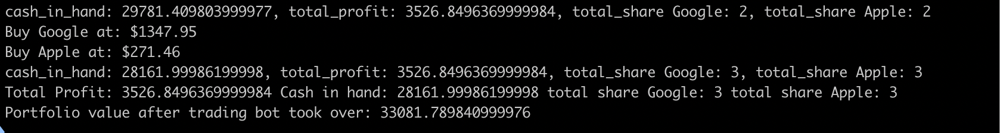 cash_in_hand: 29781.409803999977, total_profit: 3526.8496369999984, total_share Google: 2, total_share Apple: 2
Buy Google at: $1347.95
Buy Apple at: $271.46
cash_in_hand: 28161.99986199998, total_profit: 3526.8496369999984, total_share Google: 3, total_share Apple: 3
Total Profit: 3526.8496369999984 Cash in hand: 28161.99986199998 total share Google: 3 total share Apple: 3
Portfolio value after trading bot took over: 33081.789840999976